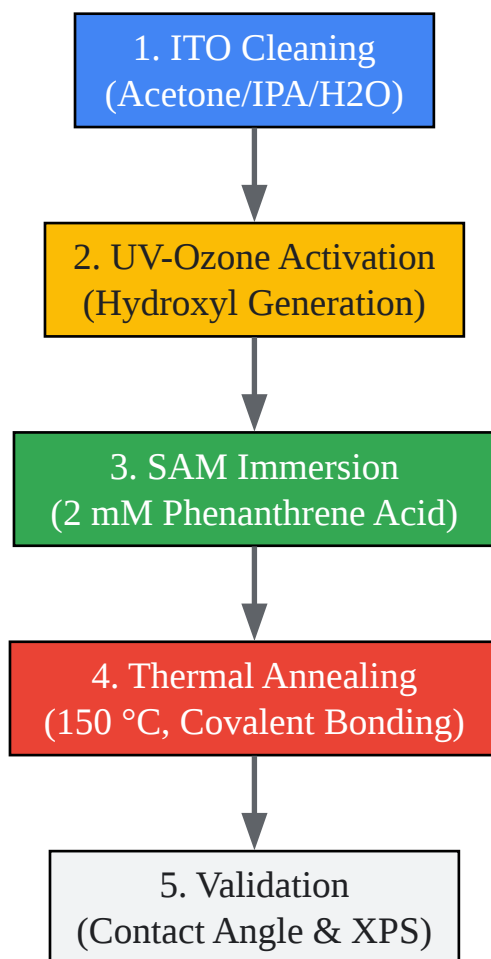 1. ITO Cleaning
(Acetone/IPA/H2O)
2. UV-Ozone Activation
(Hydroxyl Generation)
3. SAM Immersion
(2 mM Phenanthrene Acid)
4. Thermal Annealing
(150 °C, Covalent Bonding)
5. Validation
(Contact Angle & XPS)